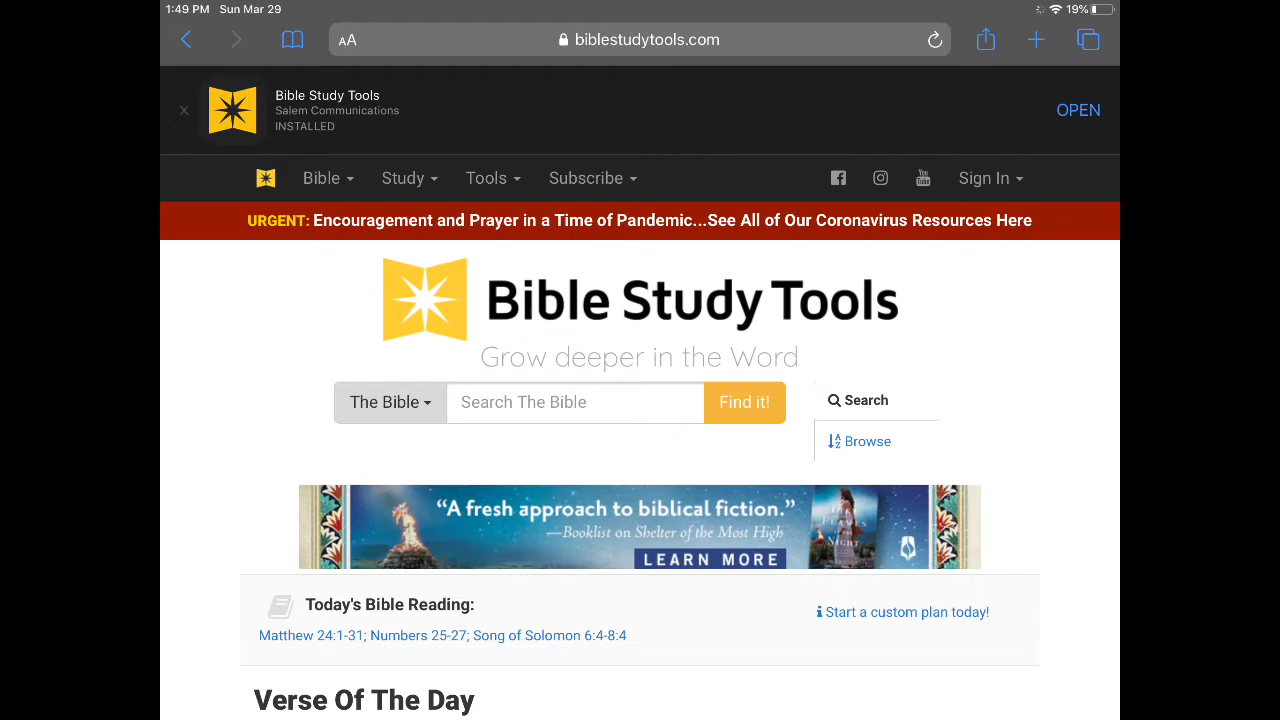 1:49 PM Sun Mar 29 19%
AA biblestudytools.com
Bible Study Tools
Salem Communications
INSTALLED
OPEN
Bible Study Tools Subscribe You Tube Sign In
URGENT: Encouragement and Prayer in a Time of Pandemic...See All of Our Coronavirus Resources Here
Bible Study Tools
Grow deeper in the Word
The Bible Search The Bible Find it! Search
Browse
“A fresh approach to biblical fiction.”
—Booklist on Shelter of the Most High
LEARN MORE
Today's Bible Reading:
Start a custom plan today!
Matthew 24:1-31; Numbers 25-27; Song of Solomon 6:4-8:4
Verse Of The Day